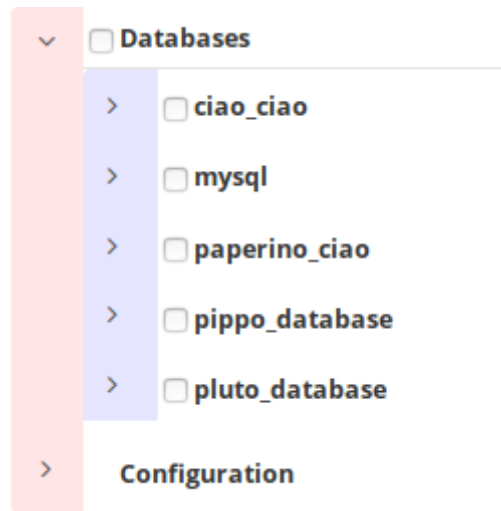 Databases
ciao_ciao
mysql
paperino_ciao
pippo_database
pluto_database
Configuration